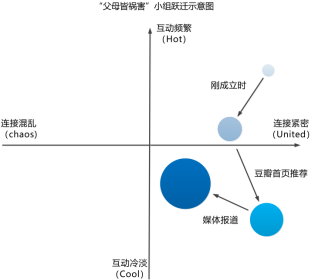 “父母皆祸害”小组跃迁示意图
互动频繁
(Hot)
刚成立时
连接混乱
(chaos)
连接紧密
(United)
豆瓣首页推荐
媒体报道
互动冷淡
(Cool)